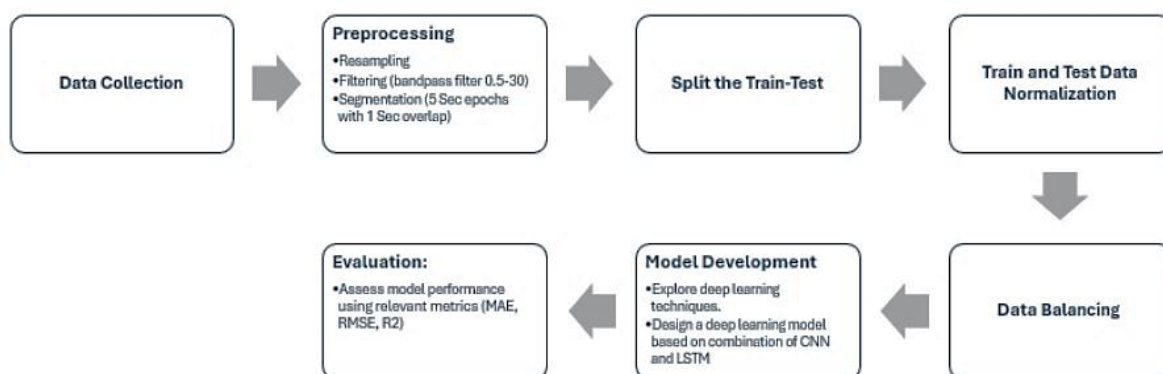 Data Collection
Preprocessing
•Resampling
•Filtering (bandpass filter 0.5-30)
•Segmentation (5 Sec epochs
with 1 Sec overlap)
Split the Train-Test
Train and Test Data
Normalization
Data Balancing
Model Development
•Explore deep learning
techniques.
•Design a deep learning model
based on combination of CNN
and LSTM
Evaluation:
•Assess model performance
using relevant metrics (MAE,
RMSE, R2)